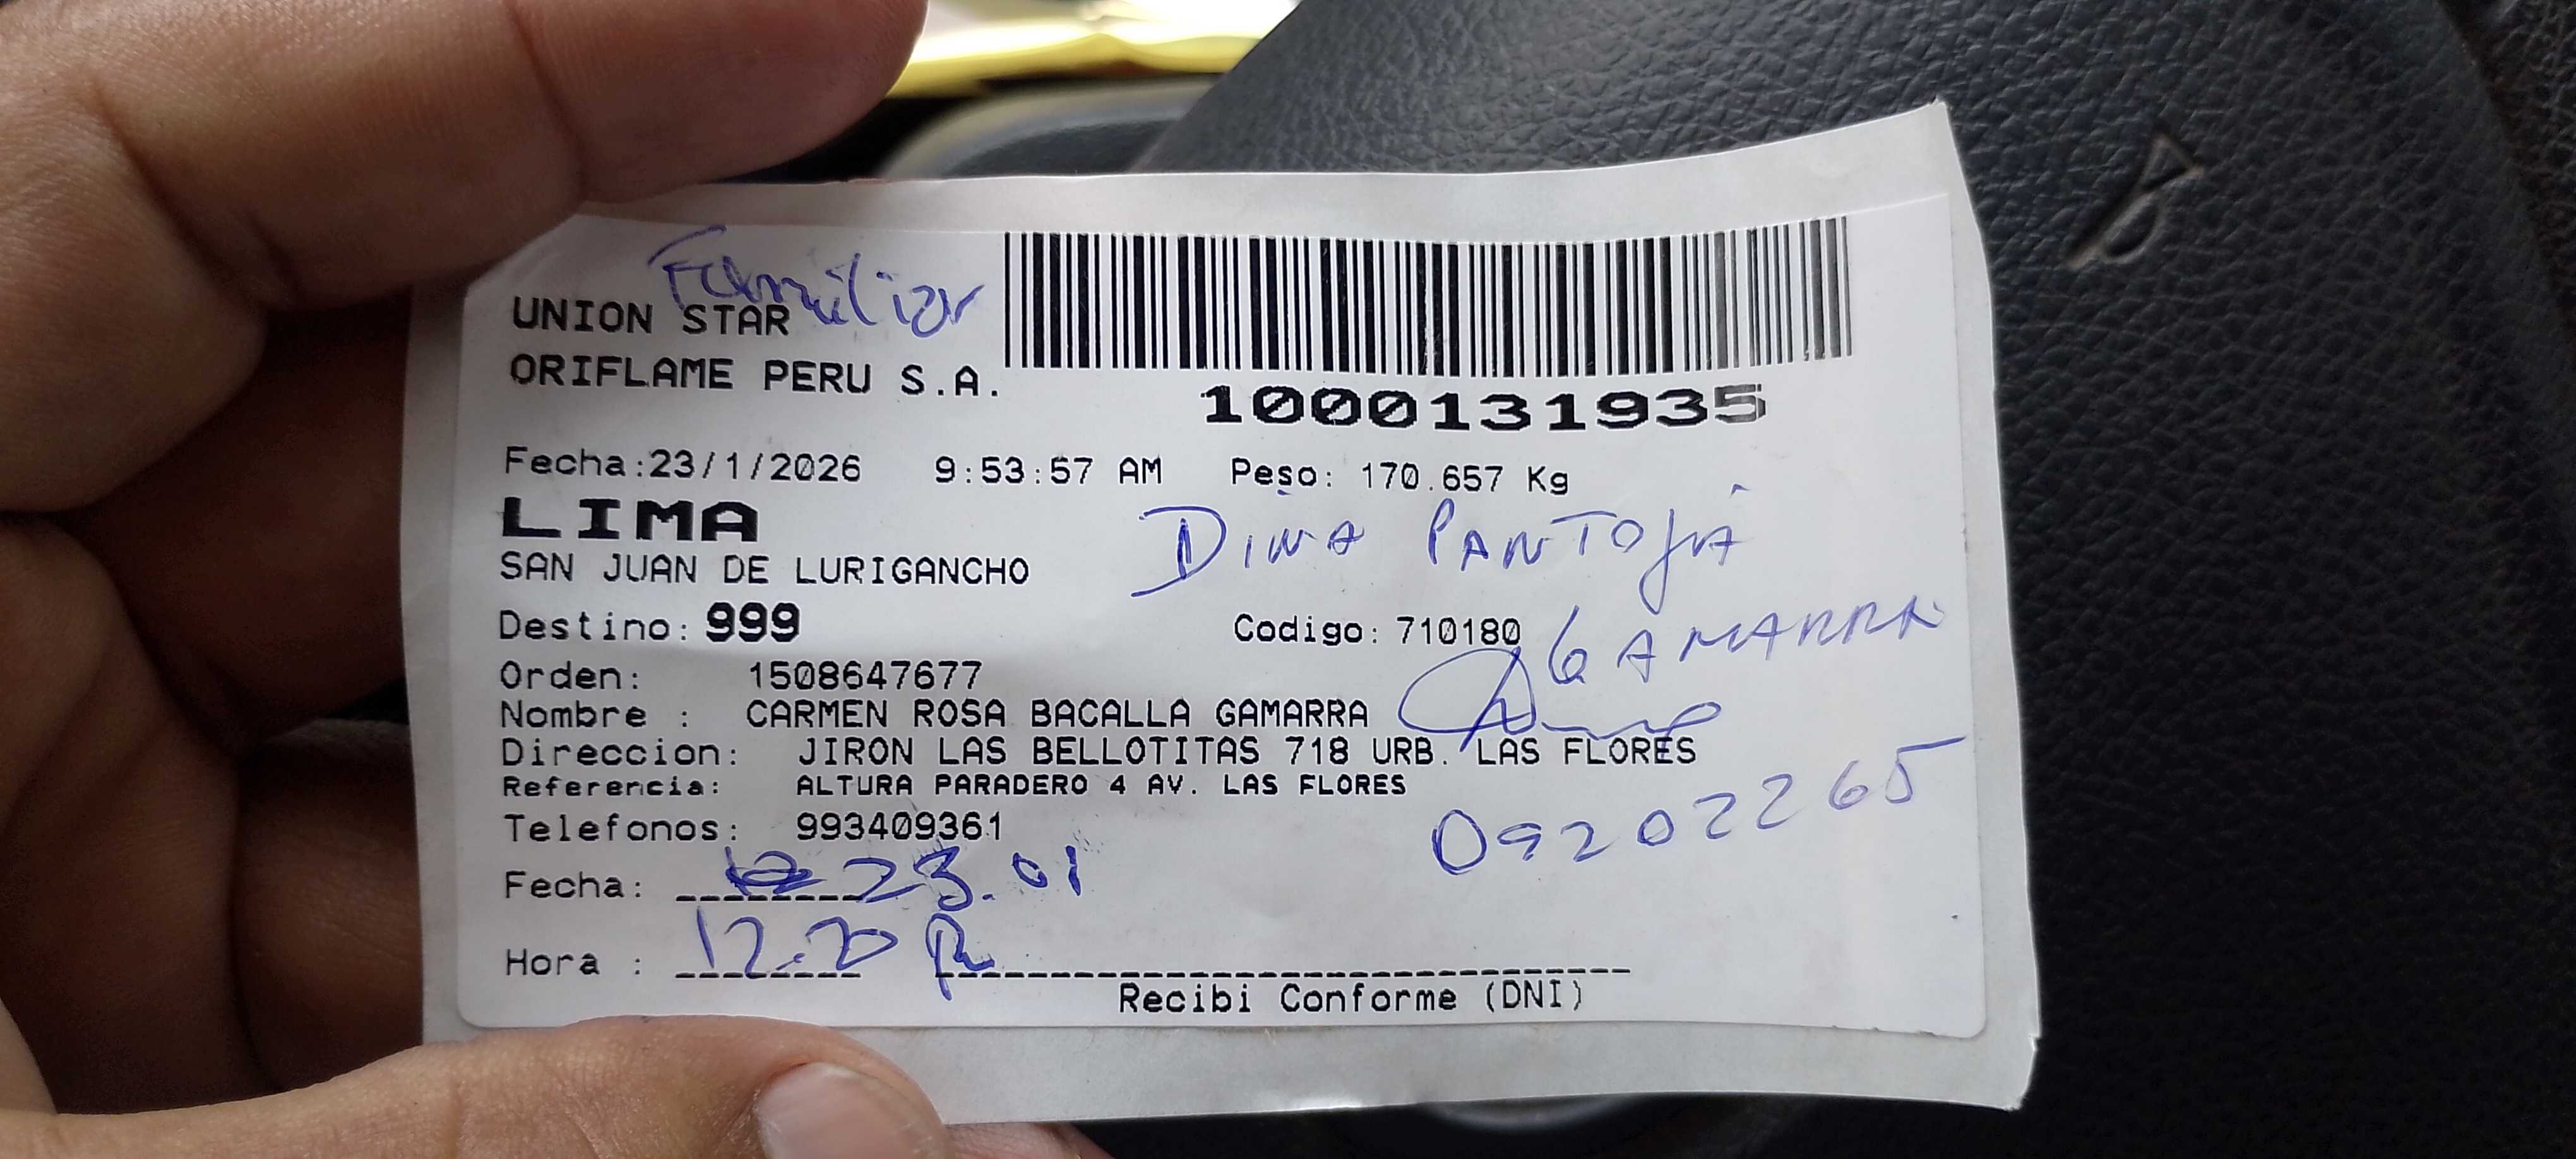 Familiar
UNION STAR
ORIFLAME PERU S.A.
1000131935
Fecha:23/1/2026 9:53:57 AM Peso: 170.657 Kg
LIMA
DINA PANTOJA
SAN JUAN DE LURIGANCHO
Destino: 999 Codigo: 710180
GAMARRA
Orden: 1508647677
Nombre : CARMEN ROSA BACALLA GAMARRA
Direccion: JIRON LAS BELLOTITAS 718 URB. LAS FLORES
Referencia: ALTURA PARADERO 4 AV. LAS FLORES
Telefonos: 993409361
09202265
Fecha: 23.01
Hora : 12:20
Recibi Conforme (DNI)